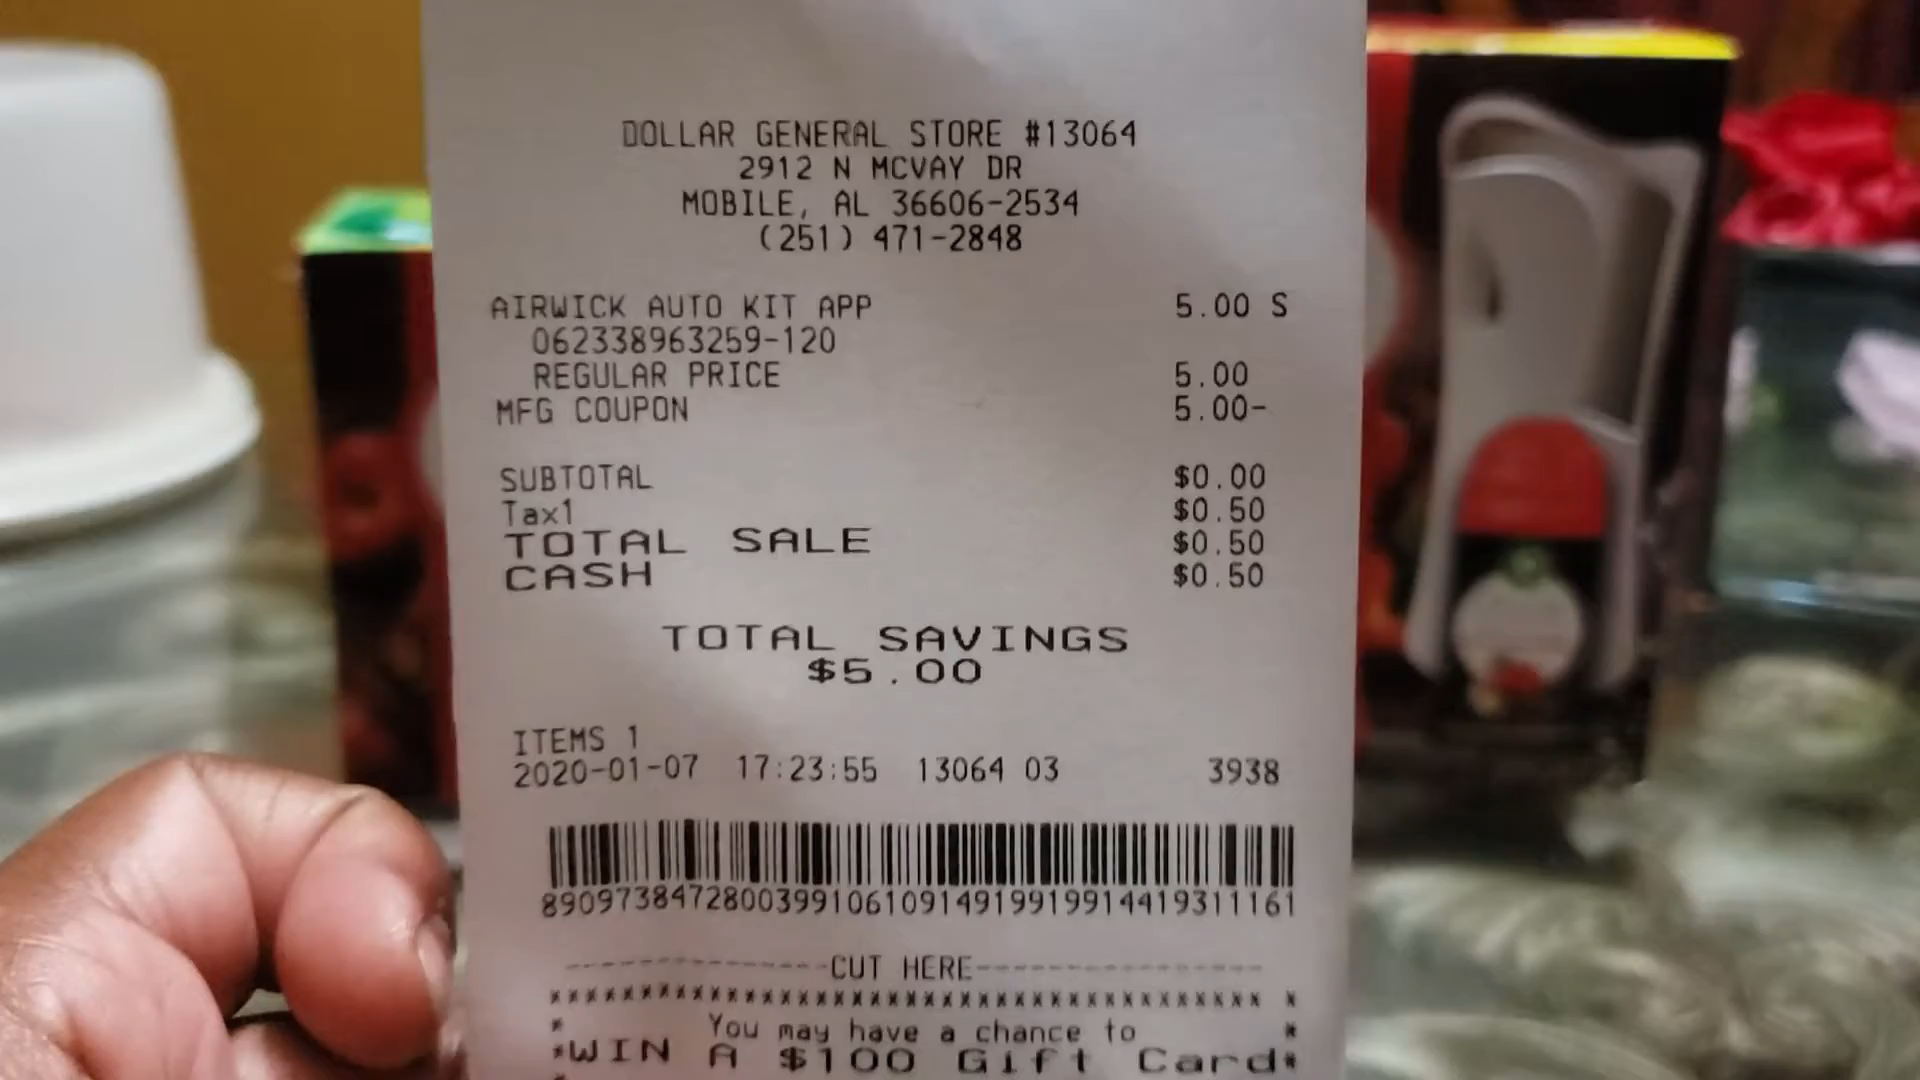 DOLLAR GENERAL STORE #13064
2912 N MCVAY DR
MOBILE, AL 36606-2534
(251) 471-2848
AIRWICK AUTO KIT APP 5.00 S
062338963259-120
REGULAR PRICE 5.00
MFG COUPON 5.00-
SUBTOTAL $0.00
Tax1 $0.50
TOTAL SALE $0.50
CASH $0.50
TOTAL SAVINGS
$5.00
ITEMS 1
2020-01-07 17:23:55 13064 03 3938
89097384728003991061091491991991441931 1161
----------------CUT HERE----------------
You may have a chance to
WIN A $100 Gift Card